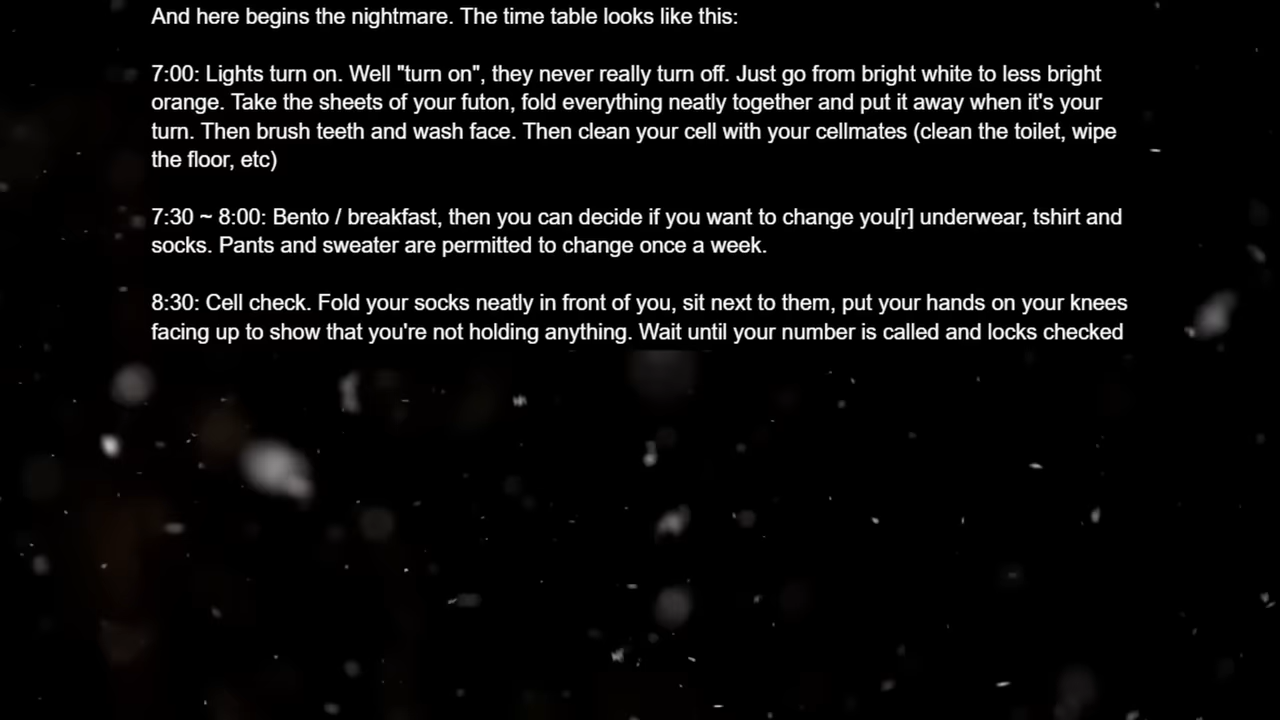 And here begins the nightmare. The time table looks like this:
7:00: Lights turn on. Well "turn on", they never really turn off. Just go from bright white to less bright
orange. Take the sheets of your futon, fold everything neatly together and put it away when it's your
turn. Then brush teeth and wash face. Then clean your cell with your cellmates (clean the toilet, wipe
the floor, etc)
7:30 ~ 8:00: Bento / breakfast, then you can decide if you want to change you[r] underwear, tshirt and
socks. Pants and sweater are permitted to change once a week.
8:30: Cell check. Fold your socks neatly in front of you, sit next to them, put your hands on your knees
facing up to show that you're not holding anything. Wait until your number is called and locks checked